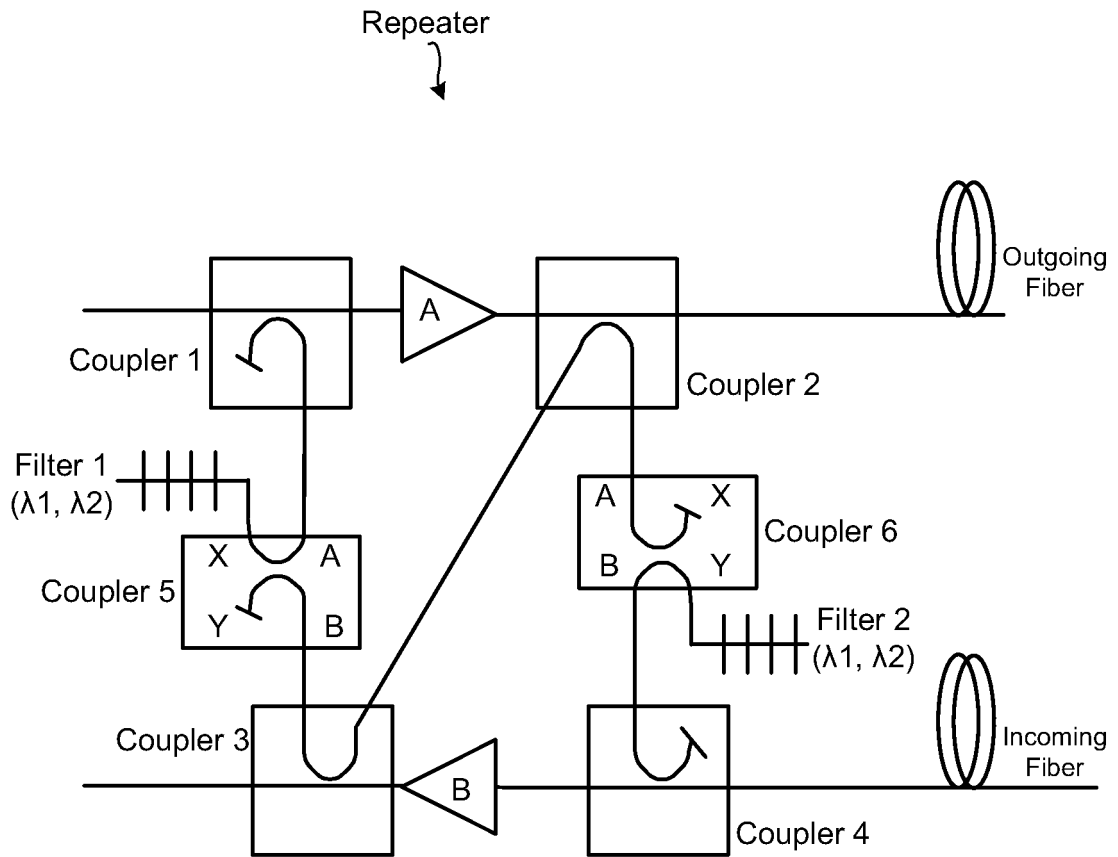 Repeater
Outgoing
Fiber
A
Coupler 1
Coupler 2
Filter 1
(λ1, λ2)
A X
Coupler 6
B Y
X A
Coupler 5
Y B
Filter 2
(λ1, λ2)
Coupler 3
Incoming
Fiber
B
Coupler 4